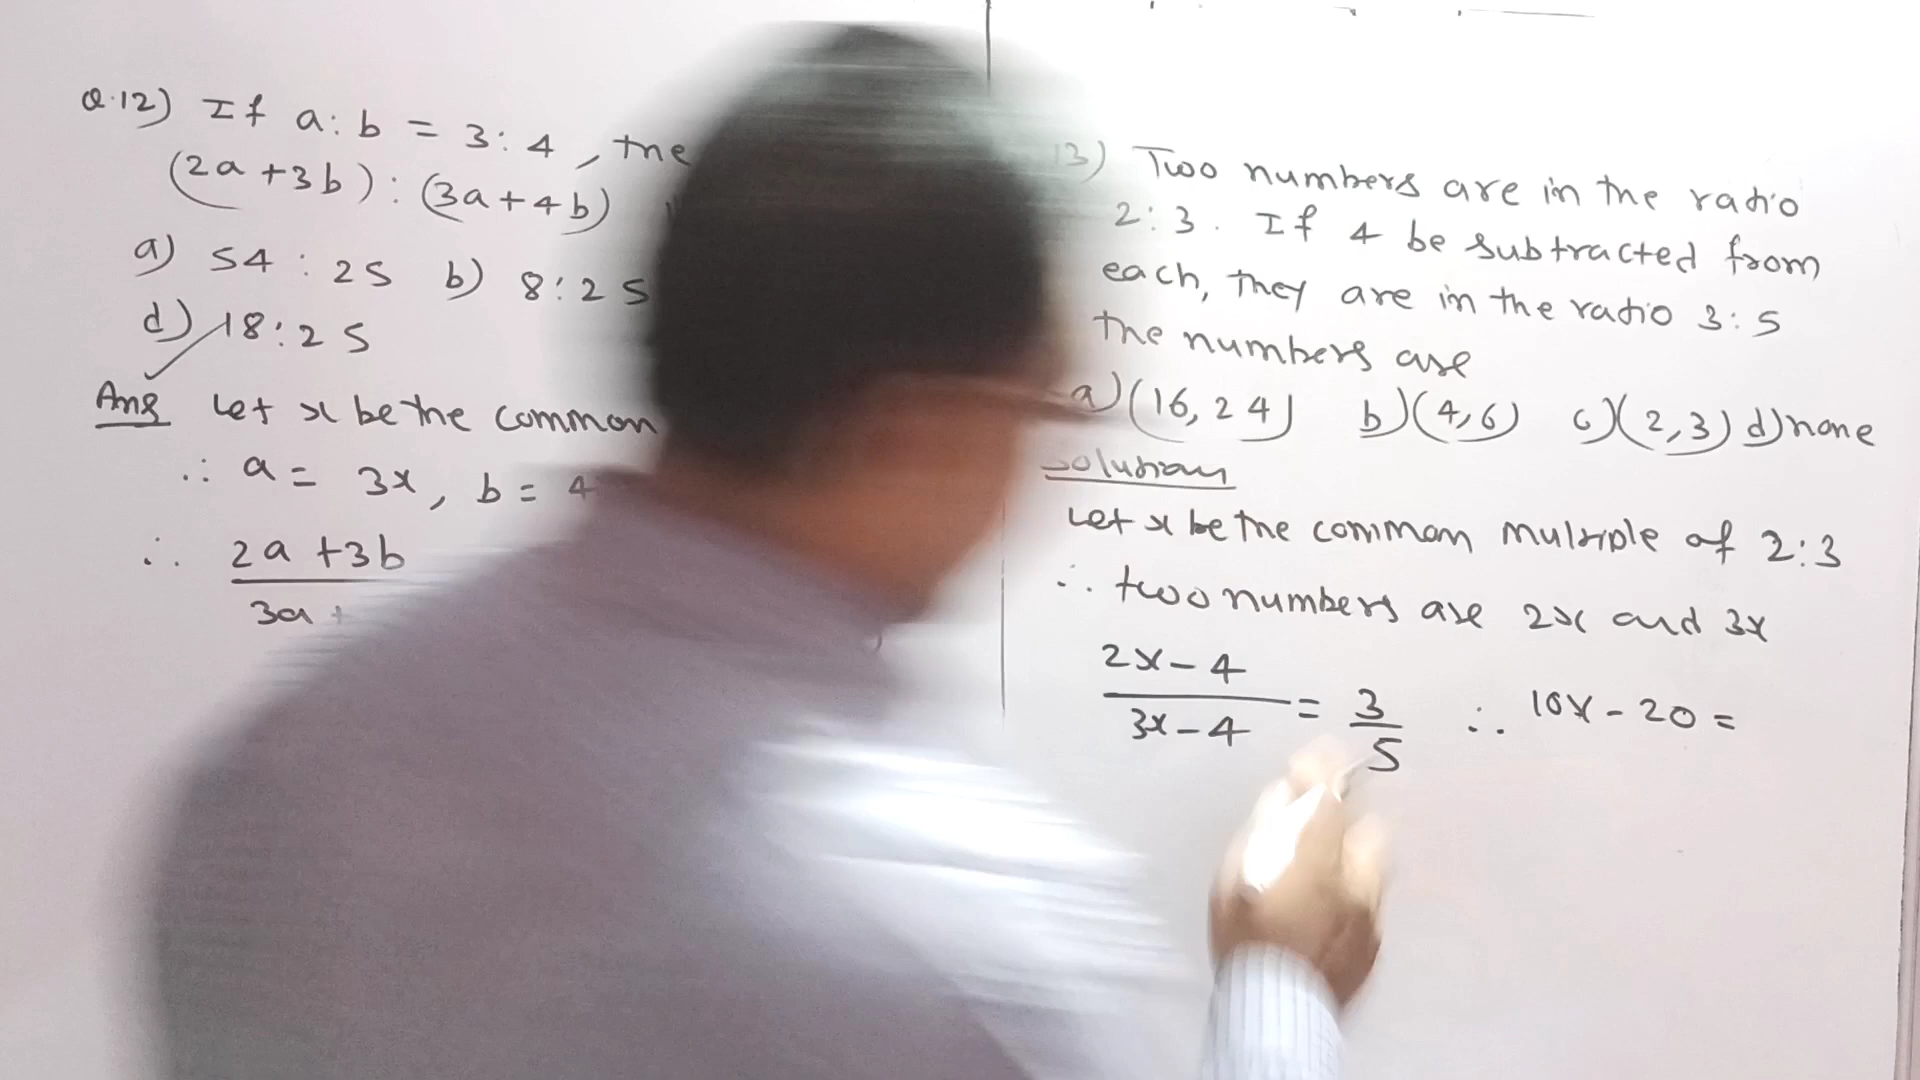 Q.12) If a:b = 3:4, the
(2a+3b):(3a+4b)
a) 54:25 b) 8:25
d) 18:25
Ans Let x be the common
∴ a = 3x, b = 4
∴ 2a+3b
3a+
13) Two numbers are in the ratio
2:3. If 4 be subtracted from
each, they are in the ratio 3:5
the numbers are
a)(16,24) b)(4,6) c)(2,3) d)none
Solution
Let x be the common multiple of 2:3
∴ two numbers are 2x and 3x
2x-4
3x-4 = 3/5 ∴ 10x-20 =